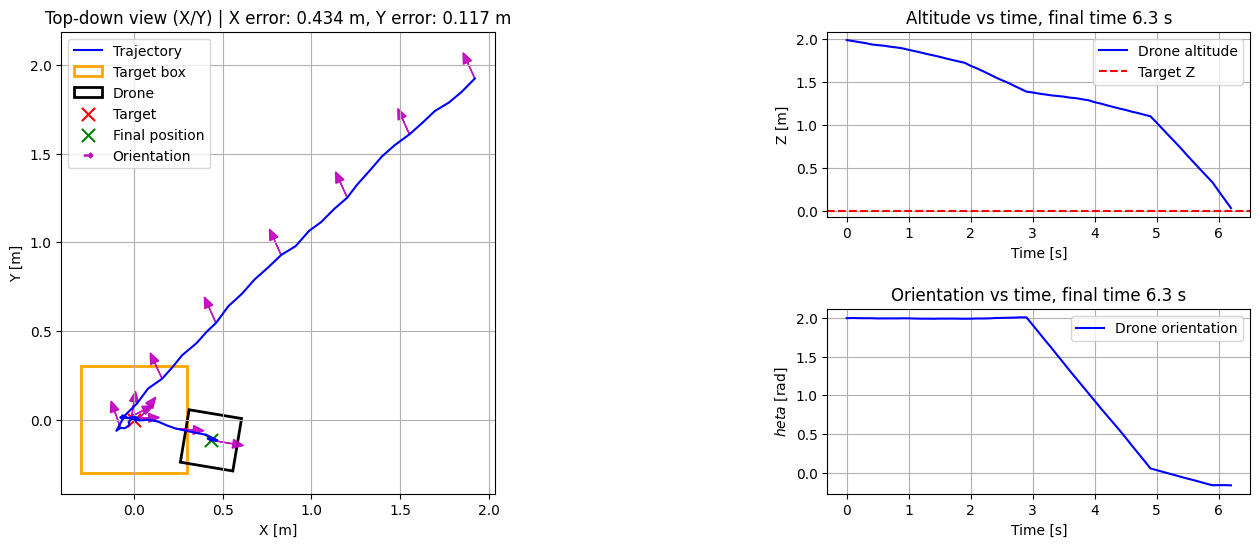 Top-down view (X/Y) | X error: 0.434 m, Y error: 0.117 m
Trajectory
Target box
Drone
Target
Final position
Orientation
2.0
1.5
1.0
0.5
0.0
Y [m]
0.0 0.5 1.0 1.5 2.0
X [m]
Altitude vs time, final time 6.3 s
Drone altitude
Target Z
2.0
1.5
1.0
0.5
0.0
Z [m]
0 1 2 3 4 5 6
Time [s]
Orientation vs time, final time 6.3 s
Drone orientation
2.0
1.5
1.0
0.5
0.0
heta [rad]
0 1 2 3 4 5 6
Time [s]